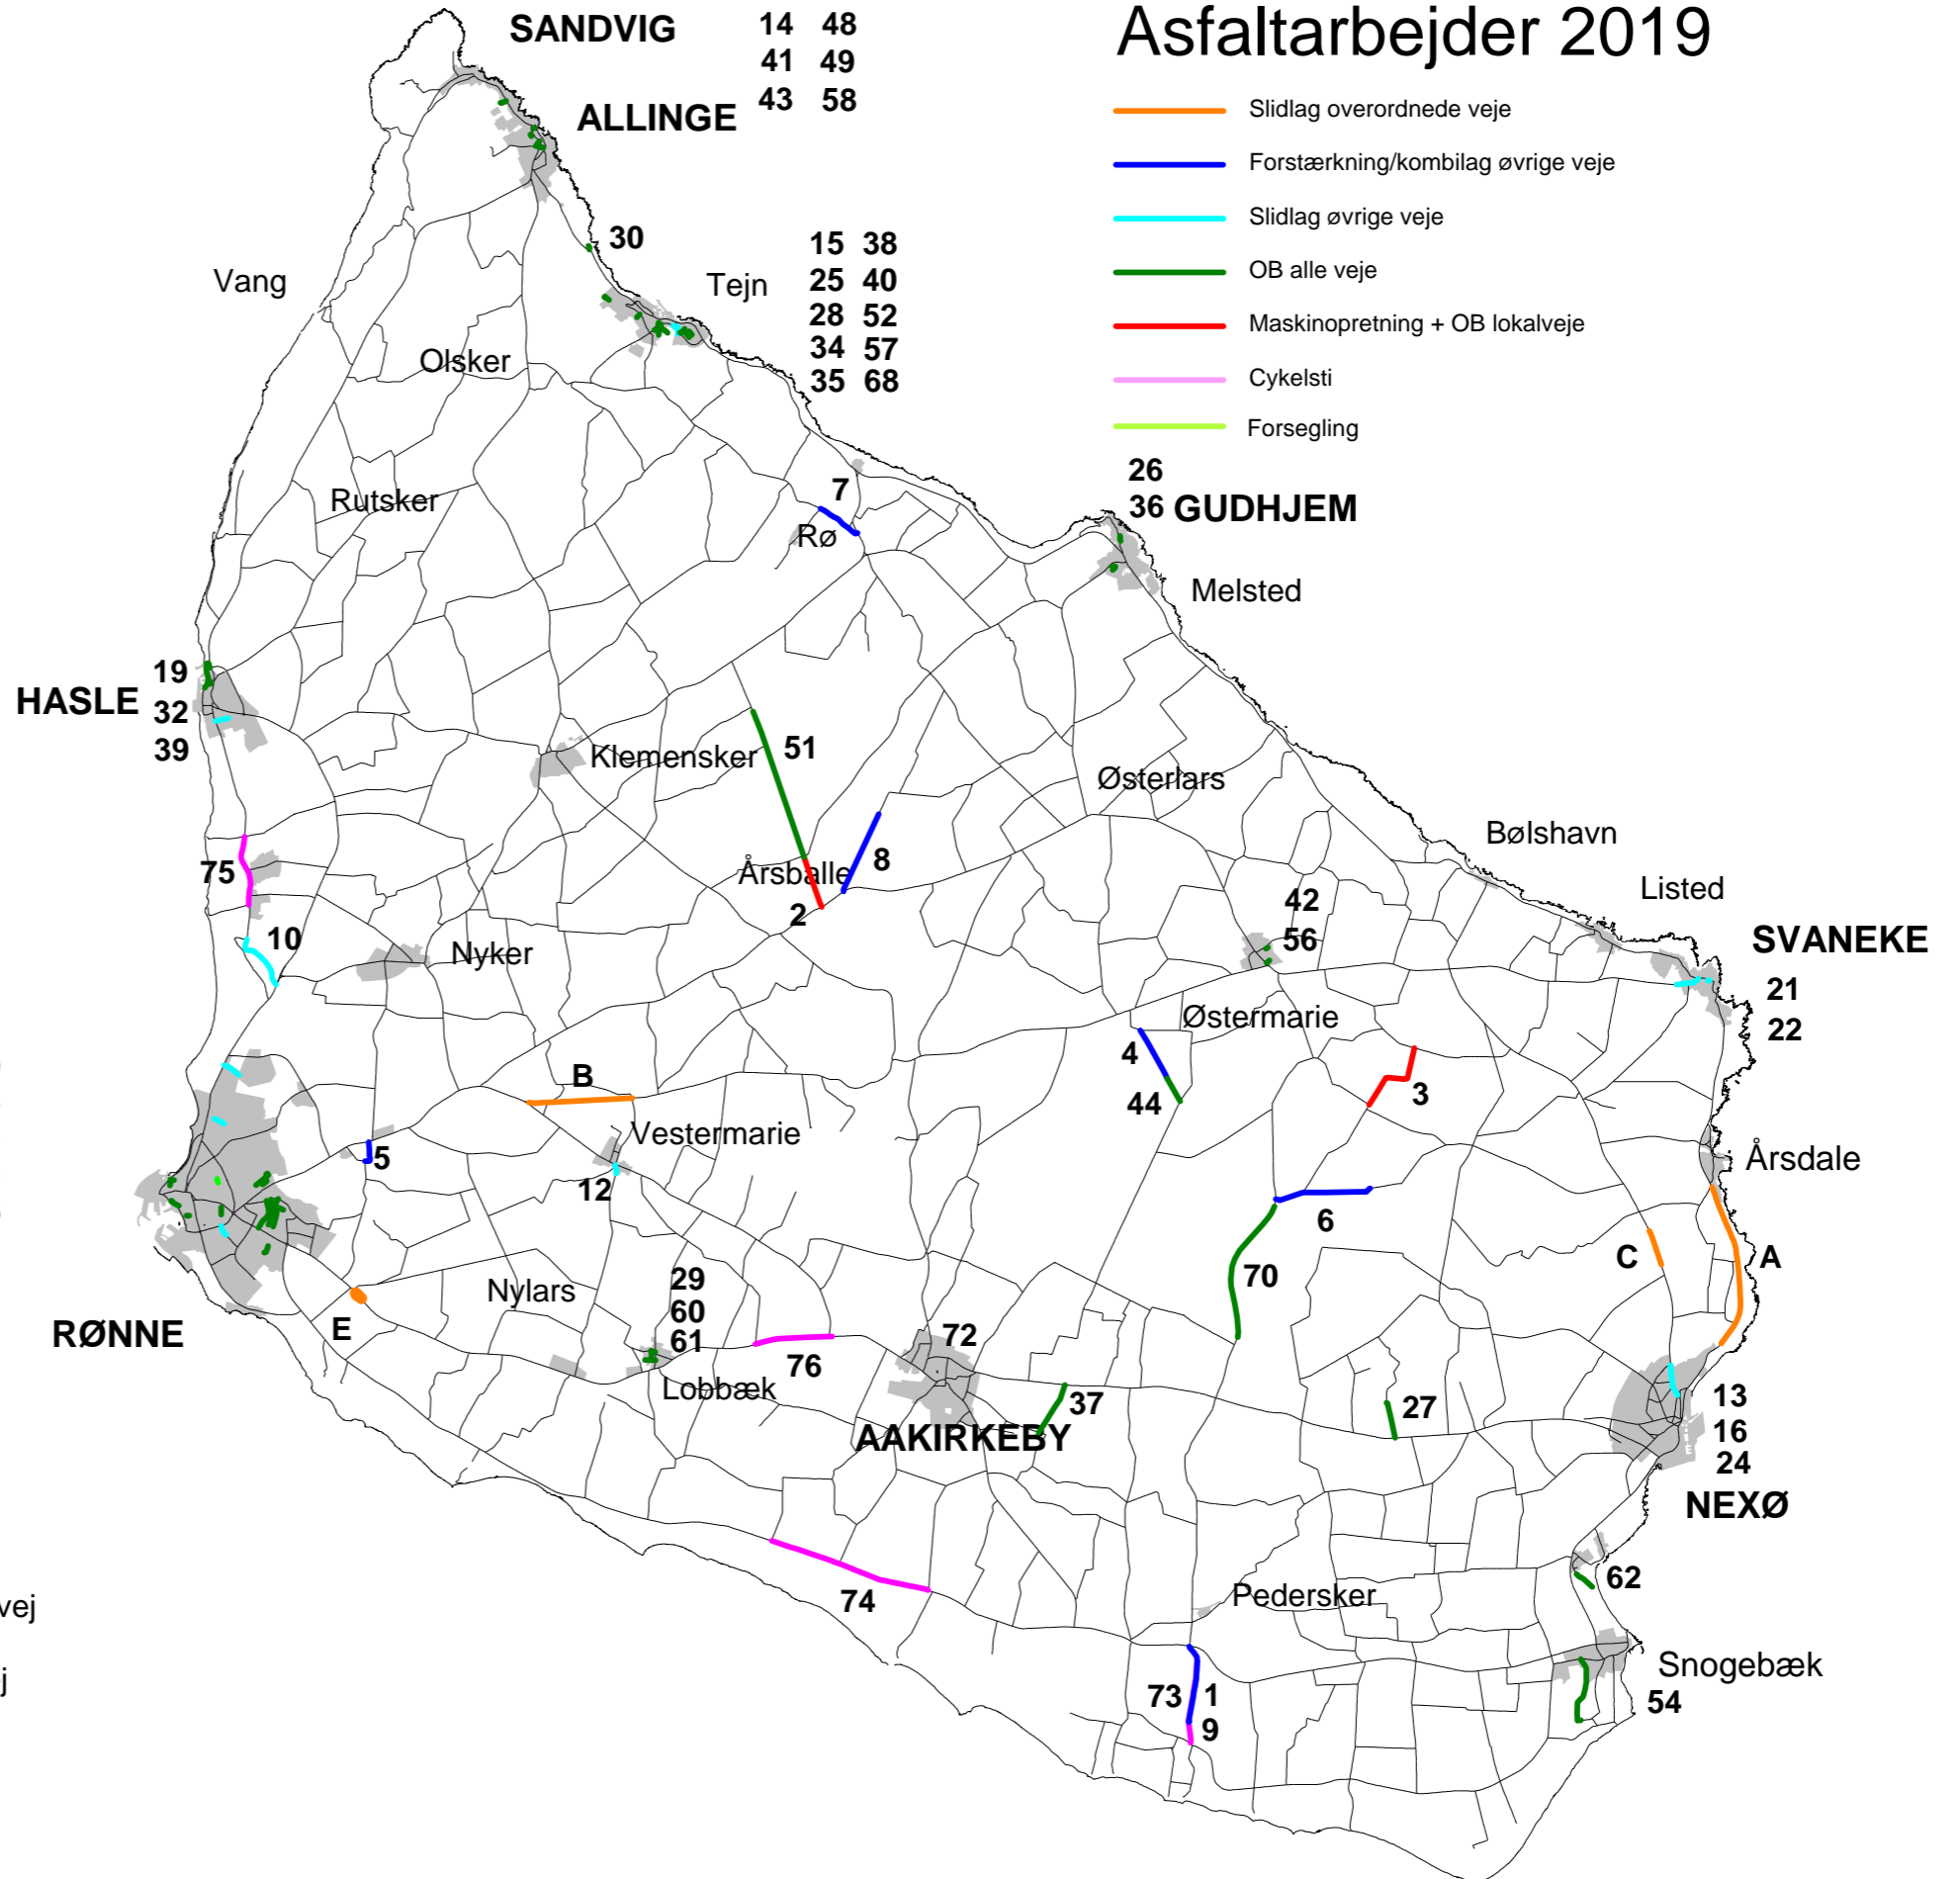 Asfaltarbejder 2019
SANDVIG
14 48
41 49
43 58
ALLINGE
Slidlag overordnede veje
Forstærkning/kombilag øvrige veje
Slidlag øvrige veje
OB alle veje
Maskinopretning + OB lokalveje
Cykelsti
Forsegling
30
Vang
Tejn
15 38
25 40
28 52
34 57
35 68
Olsker
Rutsker
7
Rø
26
36 GUDHJEM
Melsted
19
HASLE 32
39
Klemensker
51
Østerlars
Bølshavn
Årsballe
8
2
75
10
Nyker
42
56
Listed
SVANEKE
21
22
Østermarie
4
44
3
B
Vestermarie
5
12
Årsdale
6
70
C
A
Nylars
29
60
61
E
RØNNE
72
76
Lobbæk
37
AAKIRKEBY
27
13
16
24
NEXØ
62
74
Pedersker
vej
j
73 1
9
Snogebæk
54